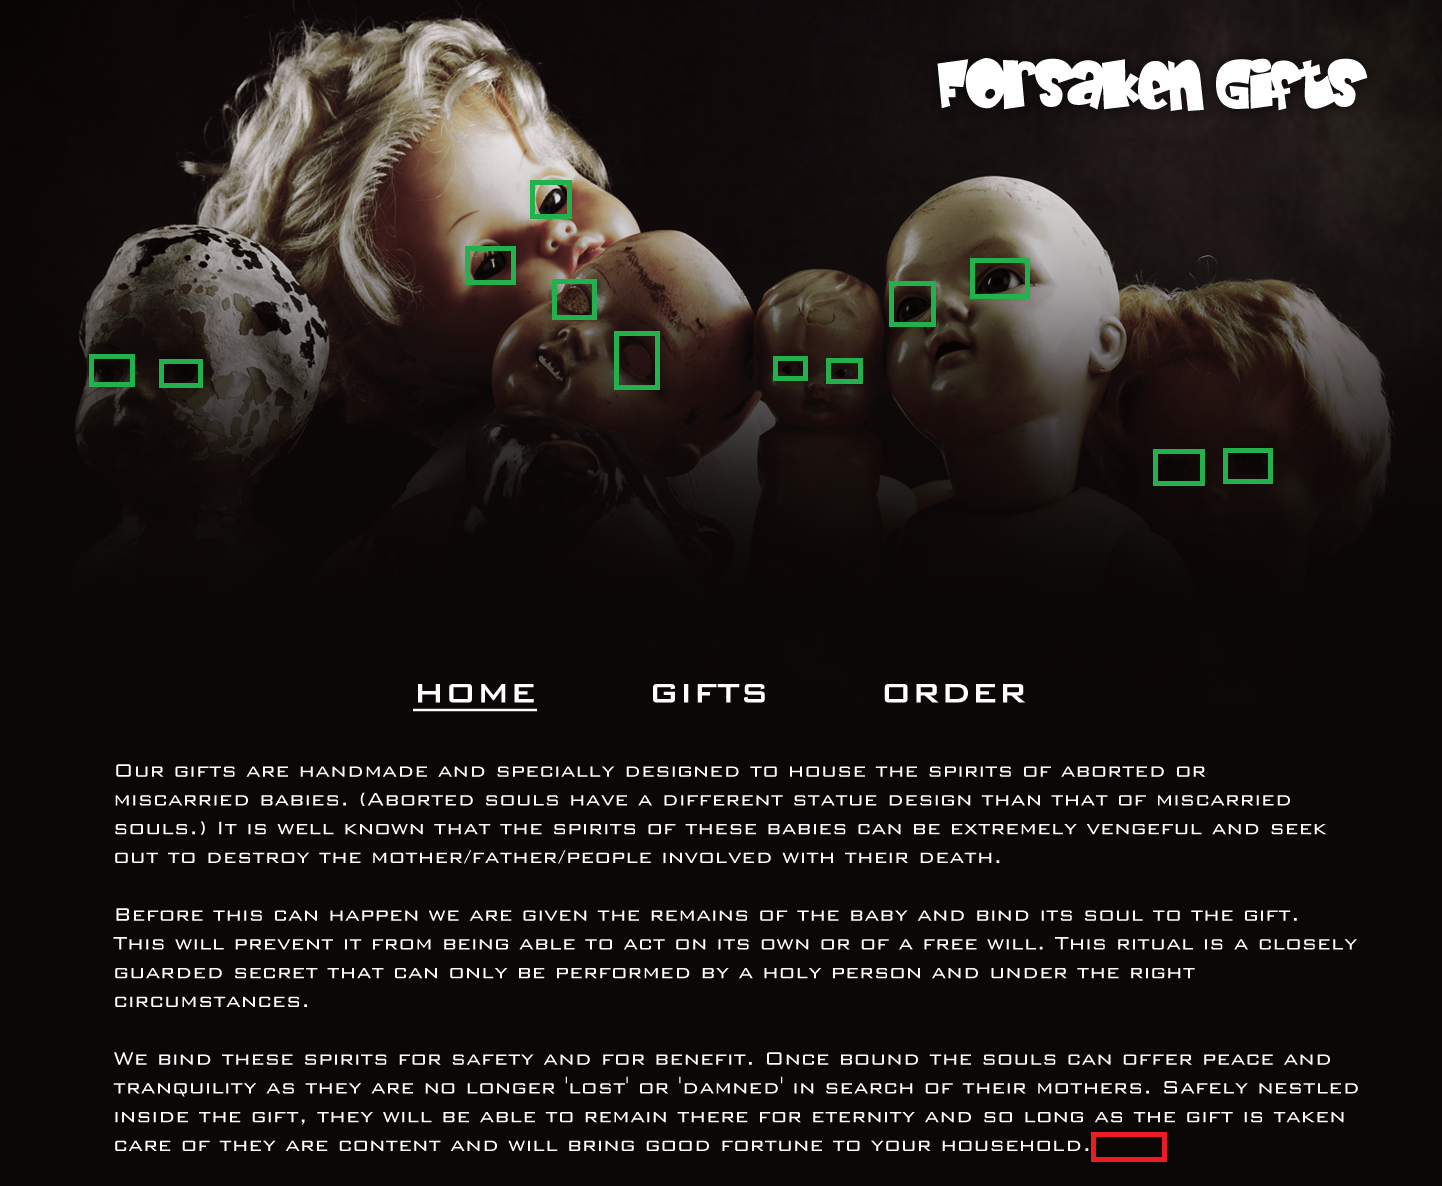 Forsaken Gifts
HOME GIFTS ORDER
Our gifts are handmade and specially designed to house the spirits of aborted or
miscarried babies. (Aborted souls have a different statue design than that of miscarried
souls.) It is well known that the spirits of these babies can be extremely vengeful and seek
out to destroy the mother/father/people involved with their death.
Before this can happen we are given the remains of the baby and bind its soul to the gift.
This will prevent it from being able to act on its own or of a free will. This ritual is a closely
guarded secret that can only be performed by a holy person and under the right
circumstances.
We bind these spirits for safety and for benefit. Once bound the souls can offer peace and
tranquility as they are no longer 'lost' or 'damned' in search of their mothers. Safely nestled
inside the gift, they will be able to remain there for eternity and so long as the gift is taken
care of they are content and will bring good fortune to your household.